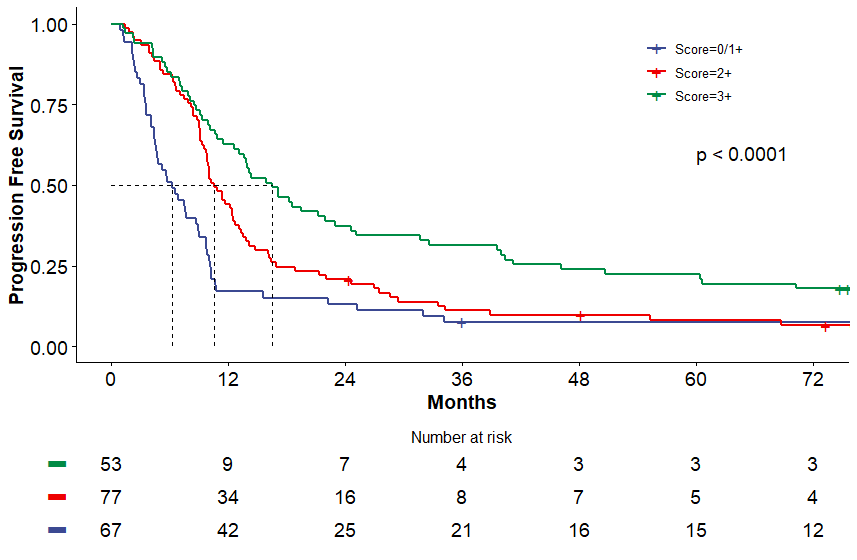 1.00
0.75
0.50
0.25
0.00
Progression Free Survival
Score=0/1+
Score=2+
Score=3+
p < 0.0001
0 12 24 36 48 60 72
Months
Number at risk
53 9 7 4 3 3 3
77 34 16 8 7 5 4
67 42 25 21 16 15 12